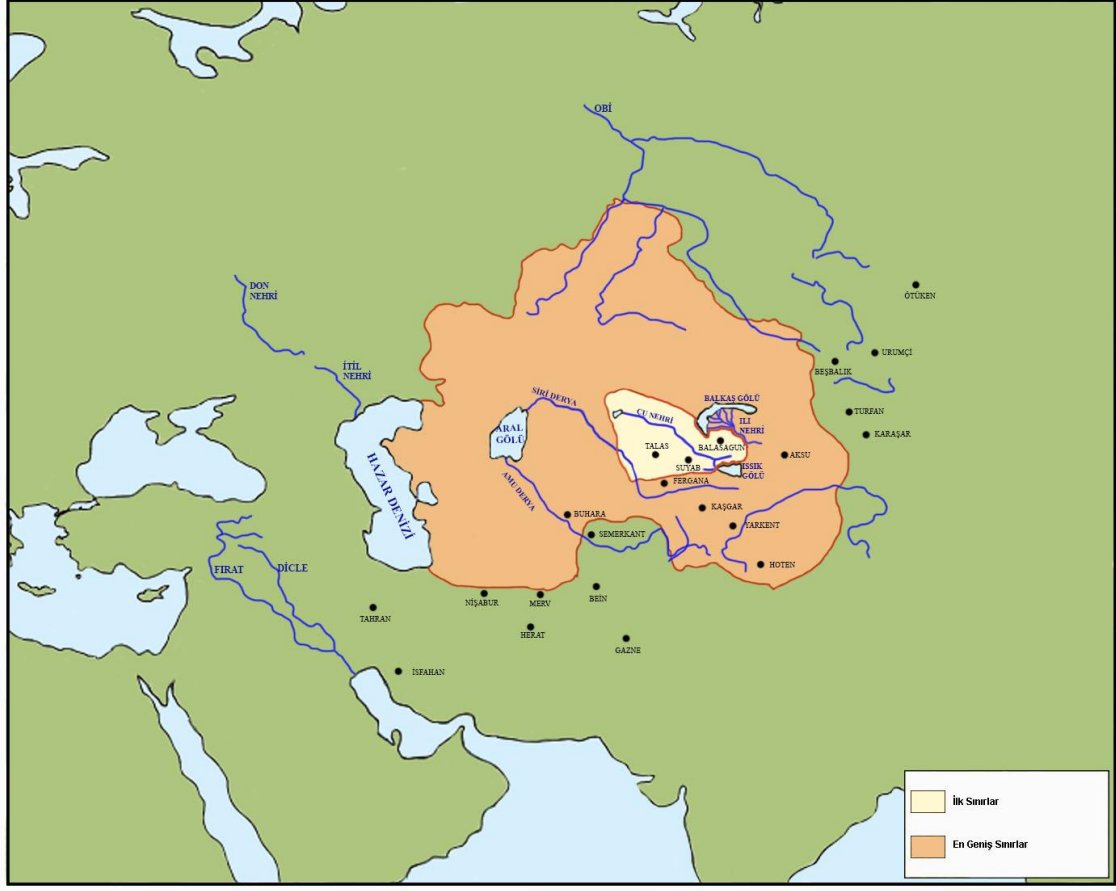 OBİ
DON
NEHRİ
ÖTÜKEN
İTİL
NEHRİ
URUMÇİ
BEŞBALIK
SİRİ DERYA
BALKAŞ GÖLÜ
ÇU NEHRİ
ILI
NEHRİ
TURFAN
ARAL
GÖLÜ
KARAŞAR
TALAS
BALASAGUN
SUYAB
ISSIK
GÖLÜ
AKSU
HAZAR DENİZİ
AMU DERYA
FERGANA
KAŞGAR
BUHARA
YARKENT
SEMERKANT
FIRAT
DİCLE
HOTEN
NİŞABUR
MERV
BEİN
TAHRAN
HERAT
GAZNE
İSFAHAN
İlk Sınırlar
En Geniş Sınırlar